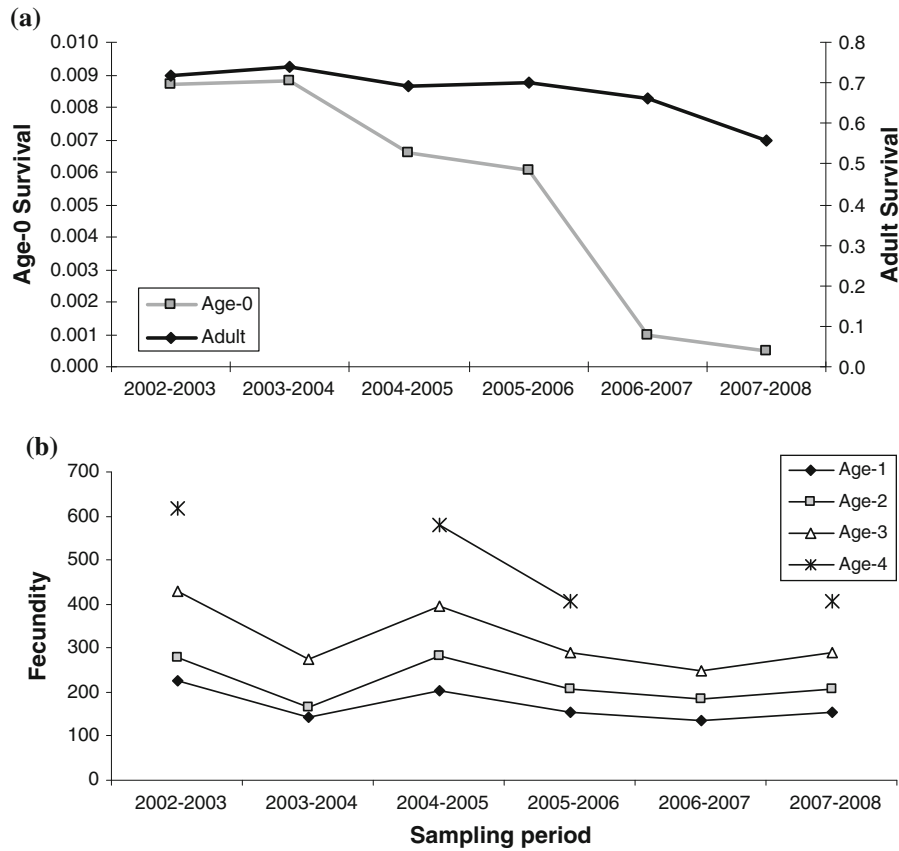 (a)
0.010
0.009
0.008
0.007
0.006
0.005
0.004
0.003
0.002
0.001
0.000
Age-0 Survival
0.8
0.7
0.6
0.5
0.4
0.3
0.2
0.1
0.0
Adult Survival
Age-0
Adult
2002-2003 2003-2004 2004-2005 2005-2006 2006-2007 2007-2008
(b)
700
600
500
400
300
200
100
0
Fecundity
Age-1
Age-2
Age-3
Age-4
2002-2003 2003-2004 2004-2005 2005-2006 2006-2007 2007-2008
Sampling period